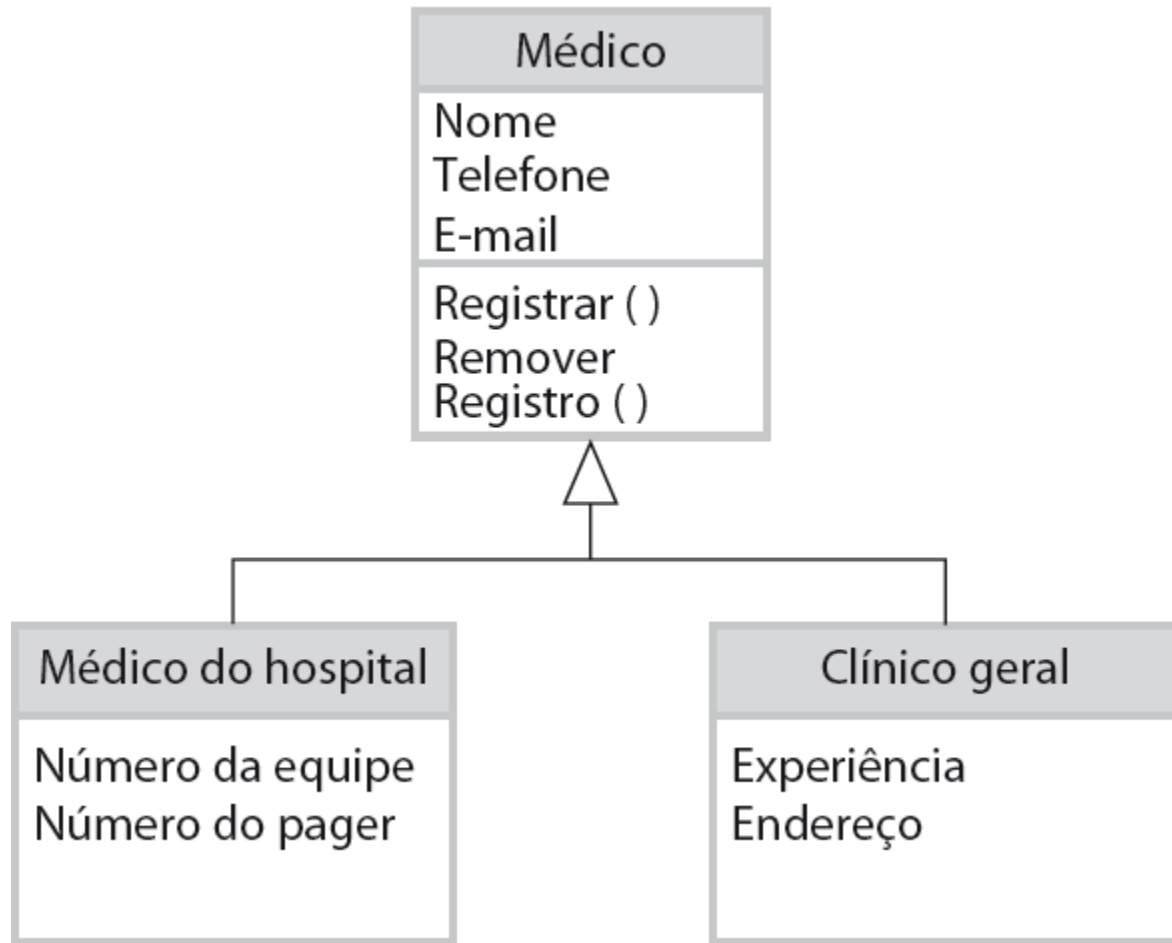 Médico
Nome
Telefone
E-mail
Registrar ( )
Remover
Registro ( )
Médico do hospital
Número da equipe
Número do pager
Clínico geral
Experiência
Endereço